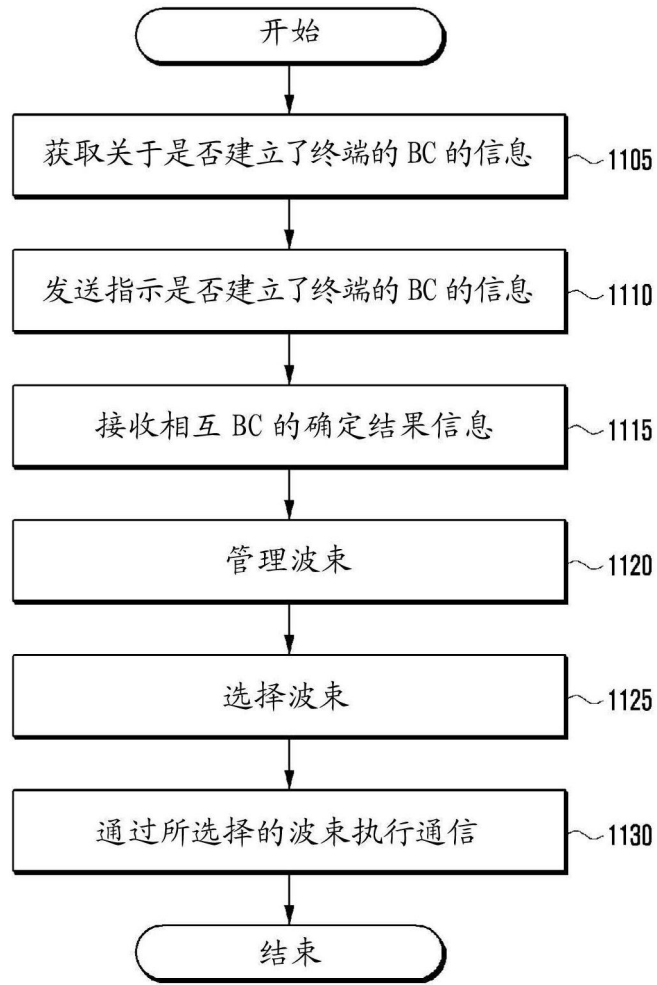 开始
获取关于是否建立了终端的 BC 的信息 1105
发送指示是否建立了终端的 BC 的信息 1110
接收相互 BC 的确定结果信息 1115
管理波束 1120
选择波束 1125
通过所选择的波束执行通信 1130
结束